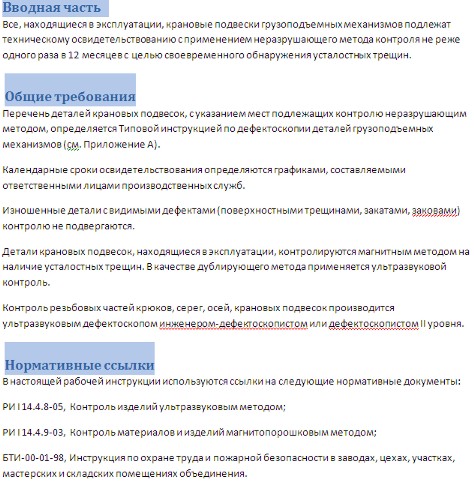 Вводная часть
Все, находящиеся в эксплуатации, крановые подвески грузоподъемных механизмов подлежат
техническому освидетельствованию с применением неразрушающего метода контроля не реже
одного раза в 12 месяцев с целью своевременного обнаружения усталостных трещин.
Общие требования
Перечень деталей крановых подвесок, с указанием мест подлежащих контролю неразрушающим
методом, определяется Типовой инструкцией по дефектоскопии деталей грузоподъемных
механизмов (см. Приложение А).
Календарные сроки освидетельствования определяются графиками, составляемыми
ответственными лицами производственных служб.
Изношенные детали с видимыми дефектами (поверхностными трещинами, закатами, заковами)
контролю не подвергаются.
Детали крановых подвесок, находящиеся в эксплуатации, контролируются магнитным методом на
наличие усталостных трещин. В качестве дублирующего метода применяется ультразвуковой
контроль.
Контроль резьбовых частей крюков, серег, осей, крановых подвесок производится
ультразвуковым дефектоскопом инженером-дефектоскопистом или дефектоскопистом II уровня.
Нормативные ссылки
В настоящей рабочей инструкции используются ссылки на следующие нормативные документы:
РИ I 14.4.8-05, Контроль изделий ультразвуковым методом;
РИ I 14.4.9-03, Контроль материалов и изделий магнитопорошковым методом;
БТИ-00-01-98, Инструкция по охране труда и пожарной безопасности в заводах, цехах, участках,
мастерских и складских помещениях объединения.